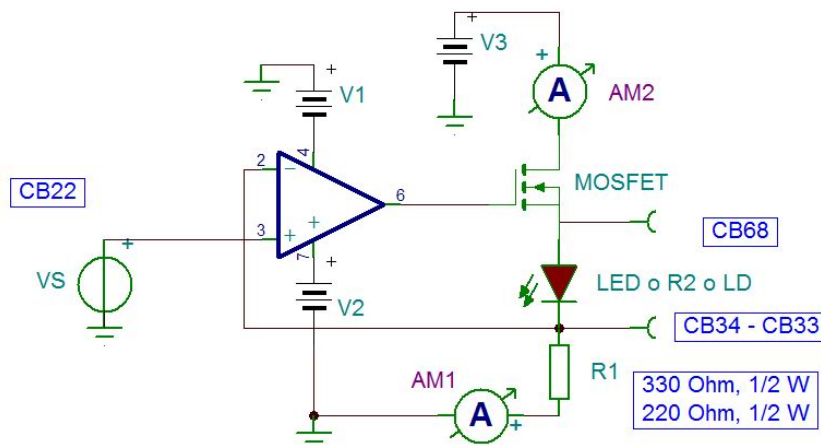 V3
+
+
A
AM2
+
V1
4
2
−
MOSFET
CB22
6
3
+
+
7
+
+
CB68
VS
V2
LED o R2 o LD
CB34 - CB33
AM1
R1
330 Ohm, 1/2 W
220 Ohm, 1/2 W
A
+